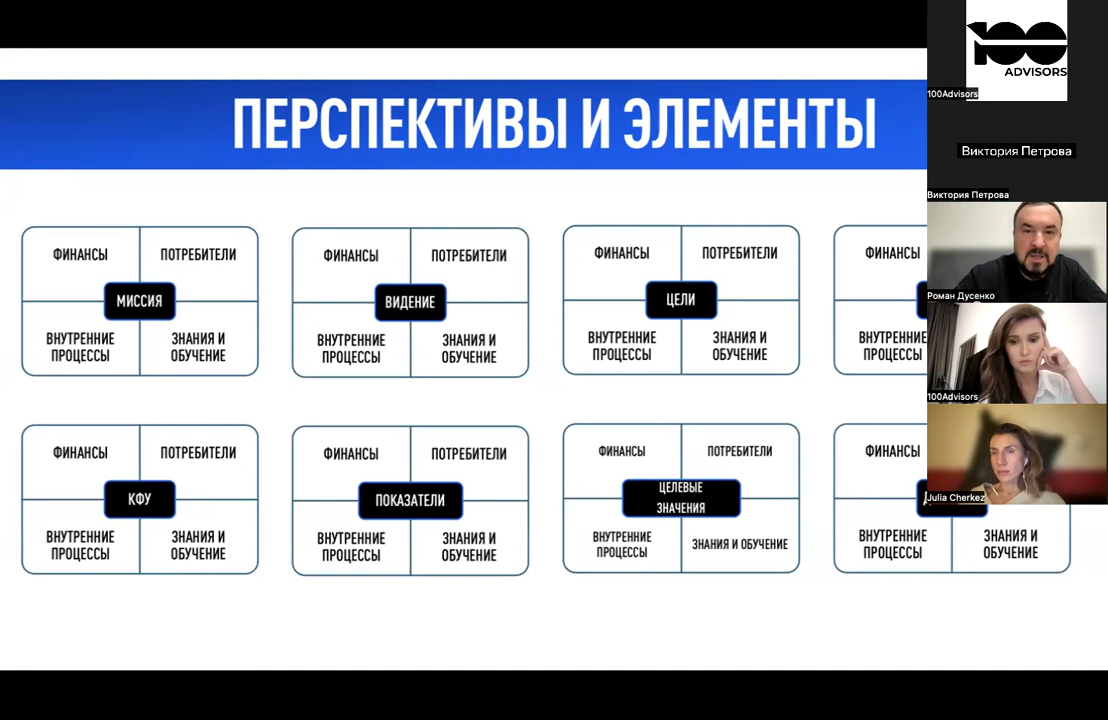 ПЕРСПЕКТИВЫ И ЭЛЕМЕНТЫ
ФИНАНСЫ
ПОТРЕБИТЕЛИ
МИССИЯ
ВНУТРЕННИЕ
ПРОЦЕССЫ
ЗНАНИЯ И
ОБУЧЕНИЕ
ФИНАНСЫ
ПОТРЕБИТЕЛИ
ВИДЕНИЕ
ВНУТРЕННИЕ
ПРОЦЕССЫ
ЗНАНИЯ И
ОБУЧЕНИЕ
ФИНАНСЫ
ПОТРЕБИТЕЛИ
ЦЕЛИ
ВНУТРЕННИЕ
ПРОЦЕССЫ
ЗНАНИЯ И
ОБУЧЕНИЕ
ФИНАНСЫ
ВНУТРЕННИЕ
ПРОЦЕССЫ
ФИНАНСЫ
ПОТРЕБИТЕЛИ
КФУ
ВНУТРЕННИЕ
ПРОЦЕССЫ
ЗНАНИЯ И
ОБУЧЕНИЕ
ФИНАНСЫ
ПОТРЕБИТЕЛИ
ПОКАЗАТЕЛИ
ВНУТРЕННИЕ
ПРОЦЕССЫ
ЗНАНИЯ И
ОБУЧЕНИЕ
ФИНАНСЫ
ПОТРЕБИТЕЛИ
ЦЕЛЕВЫЕ
ЗНАЧЕНИЯ
ВНУТРЕННИЕ
ПРОЦЕССЫ
ЗНАНИЯ И ОБУЧЕНИЕ
ФИНАНСЫ
ВНУТРЕННИЕ
ПРОЦЕССЫ
ЗНАНИЯ И
ОБУЧЕНИЕ
100
ADVISORS
100Advisors
Виктория Петрова
Виктория Петрова
Роман Дусенко
100Advisors
Julia Cherkez